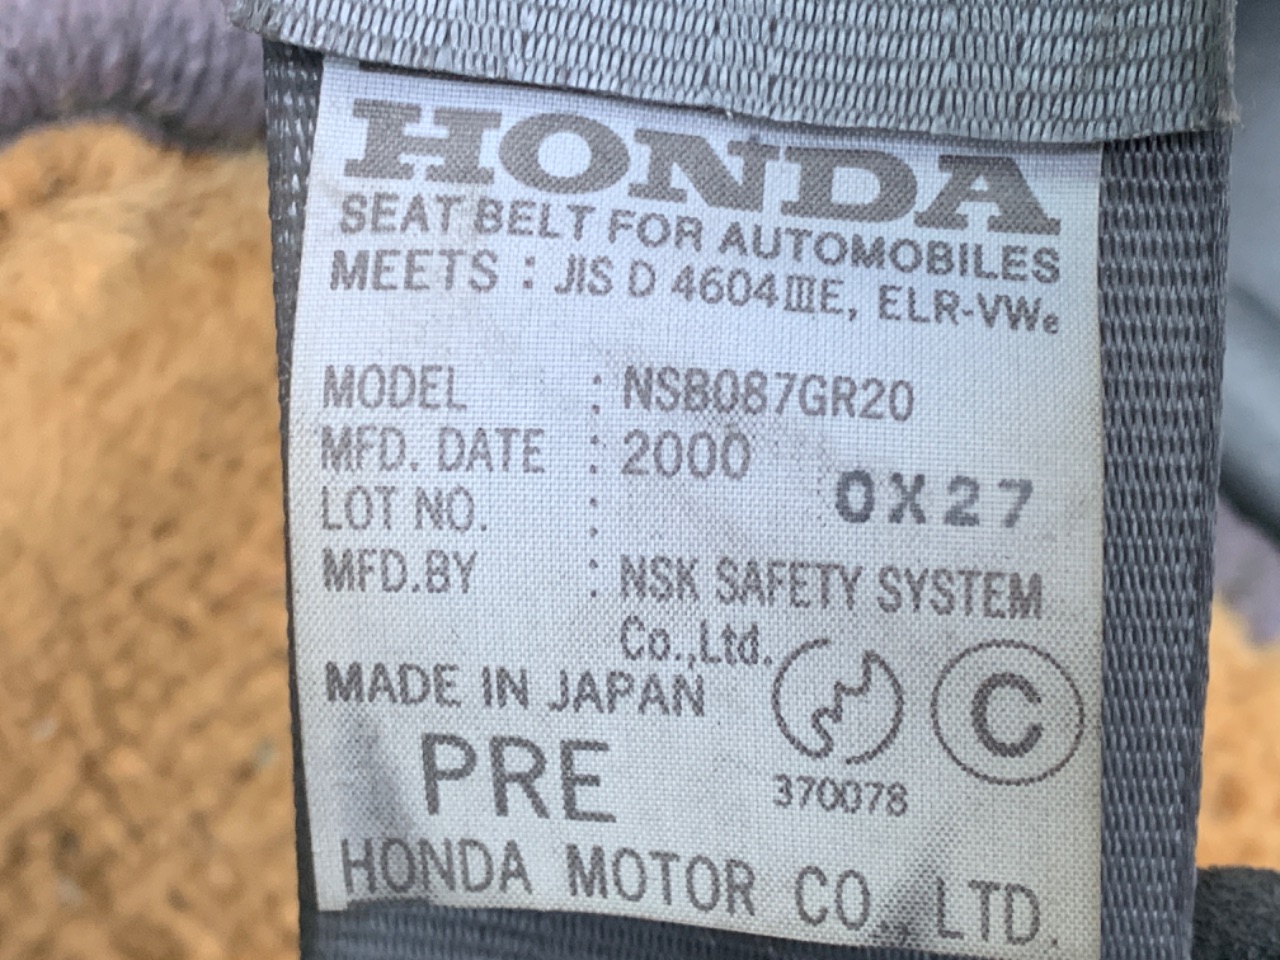 HONDA
SEAT BELT FOR AUTOMOBILES
MEETS : JIS D 4604ⅢE, ELR-VWe
MODEL : NSB087GR20
MFD. DATE : 2000
0X27
LOT NO. :
MFD.BY : NSK SAFETY SYSTEM
Co.,Ltd.
MADE IN JAPAN
C
PRE
370078
HONDA MOTOR CO. LTD.